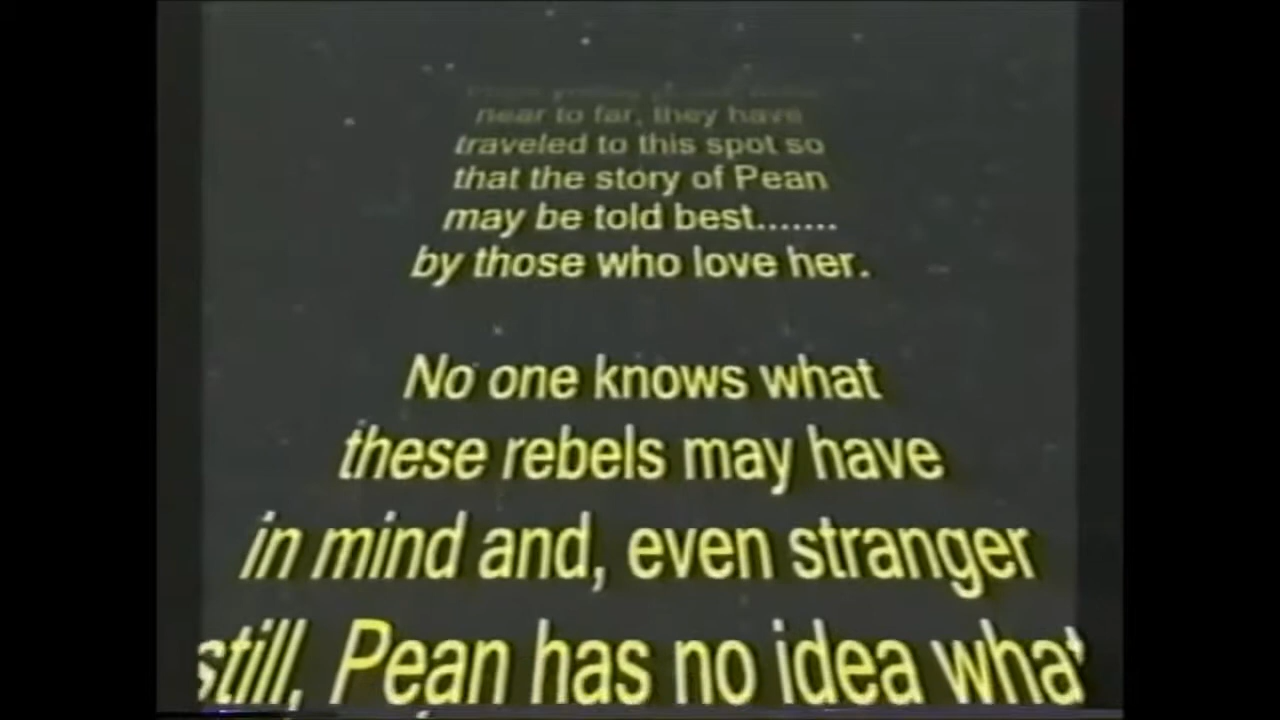 near to far, they have
traveled to this spot so
that the story of Pean
may be told best.......
by those who love her.
No one knows what
these rebels may have
in mind and, even stranger
still, Pean has no idea what